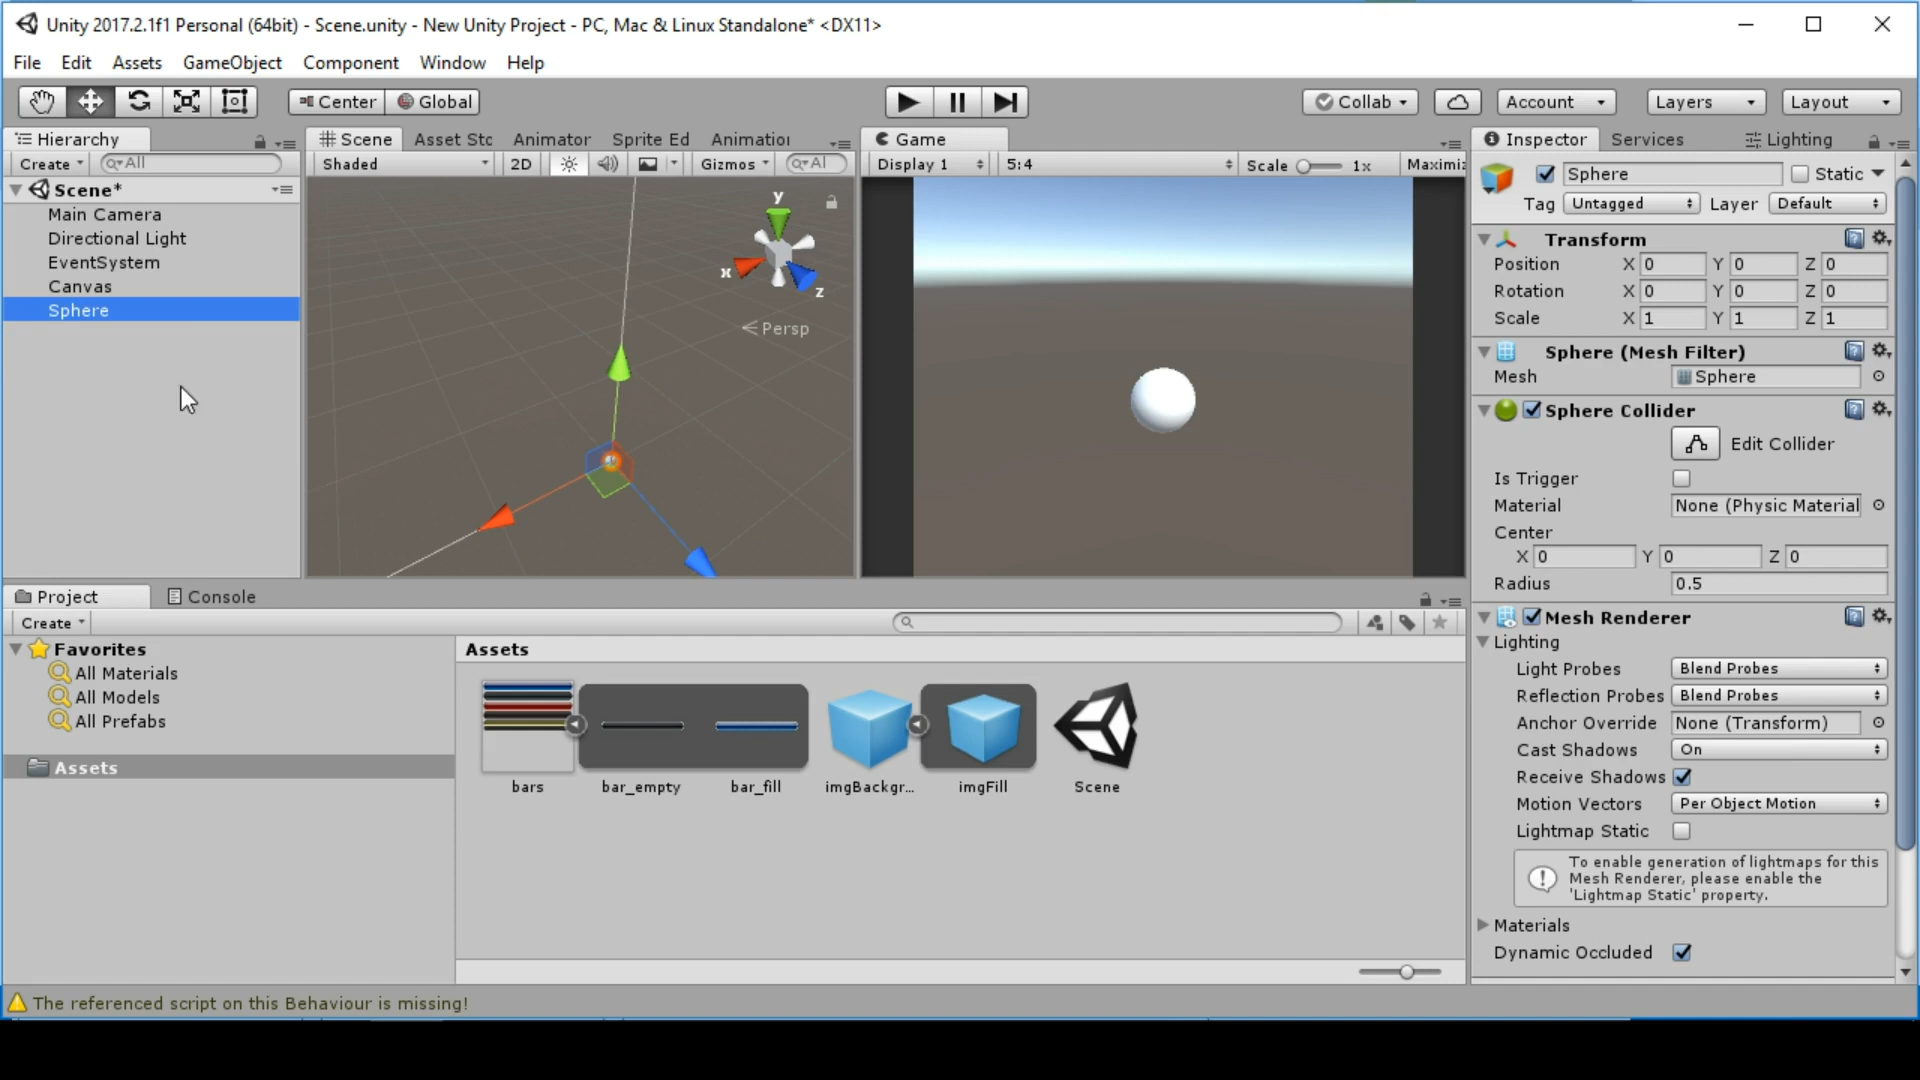 Unity 2017.2.1f1 Personal (64bit) - Scene.unity - New Unity Project - PC, Mac & Linux Standalone* <DX11>
File Edit Assets GameObject Component Window Help
Center Global Collab Account Layers Layout
Hierarchy
Create All
Scene*
Main Camera
Directional Light
EventSystem
Canvas
Sphere
Scene Asset Stc Animator Sprite Ed Animatio
Shaded 2D Gizmos Al
y
x
z
Persp
Game
Display 1 5:4 Scale 1x Maximi
Inspector Services Lighting
Sphere Static
Tag Untagged Layer Default
Transform
Position X 0 Y 0 Z 0
Rotation X 0 Y 0 Z 0
Scale X 1 Y 1 Z 1
Sphere (Mesh Filter)
Mesh Sphere
Sphere Collider
Edit Collider
Is Trigger
Material None (Physic Material
Center
X 0 Y 0 Z 0
Radius 0.5
Mesh Renderer
Lighting
Light Probes Blend Probes
Reflection Probes Blend Probes
Anchor Override None (Transform)
Cast Shadows On
Receive Shadows
Motion Vectors Per Object Motion
Lightmap Static
To enable generation of lightmaps for this
Mesh Renderer, please enable the
'Lightmap Static' property.
Materials
Dynamic Occluded
Project Console
Create
Favorites
All Materials
All Models
All Prefabs
Assets
Assets
bars bar_empty bar_fill imgBackgr... imgFill Scene
The referenced script on this Behaviour is missing!